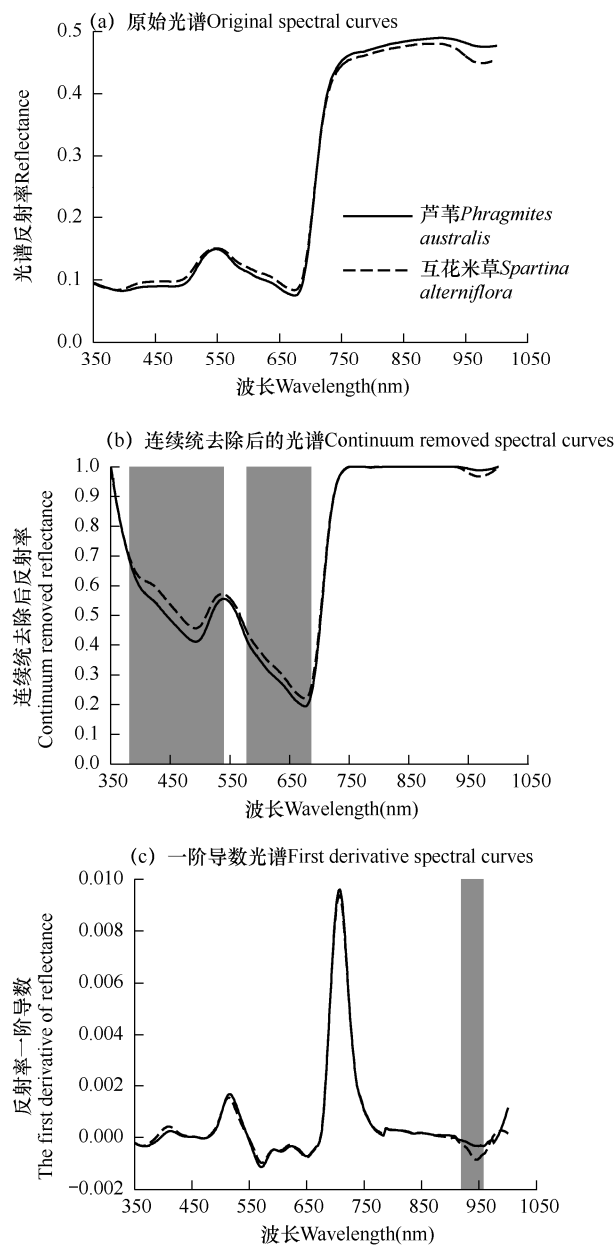 (a) 原始光谱Original spectral curves
0.5
0.4
0.3
0.2
0.1
0.0
光谱反射率Reflectance
芦苇Phragmites
australis
互花米草Spartina
alterniflora
350 450 550 650 750 850 950 1050
波长Wavelength(nm)
(b) 连续统去除后的光谱Continuum removed spectral curves
1.0
0.9
0.8
0.7
0.6
0.5
0.4
0.3
0.2
0.1
0.0
连续统去除后反射率
Continuum removed reflectance
350 450 550 650 750 850 950 1050
波长Wavelength(nm)
(c) 一阶导数光谱First derivative spectral curves
0.010
0.008
0.006
0.004
0.002
0.000
−0.002
反射率一阶导数
The first derivative of reflectance
350 450 550 650 750 850 950 1050
波长Wavelength(nm)